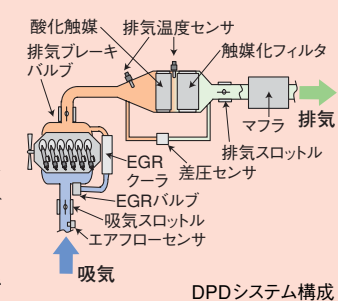 酸化触媒
排気温度センサ
排気ブレーキ
バルブ
触媒化フィルタ
マフラ
排気
排気スロットル
差圧センサ
EGR
クーラ
EGRバルブ
吸気スロットル
エアフローセンサ
吸気
DPDシステム構成